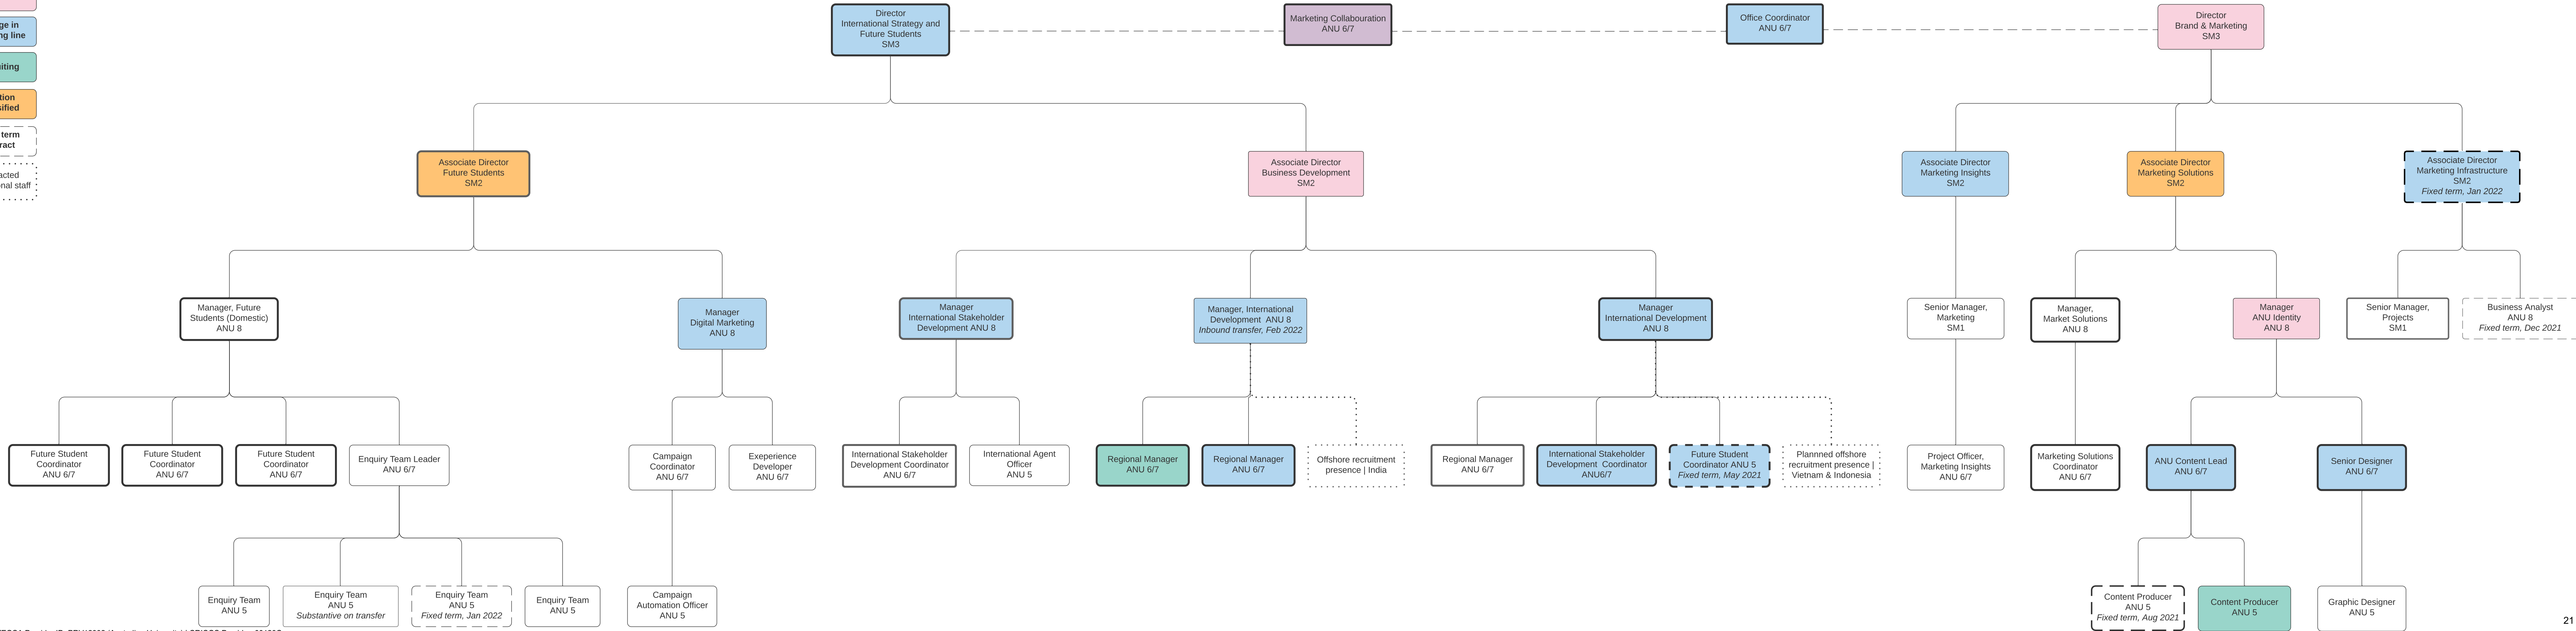 ge in
ng line
iting
tion
sified
term
ract
acted
nal staff
Director
International Strategy and
Future Students
SM3
Marketing Collabouration
ANU 6/7
Office Coordinator
ANU 6/7
Director
Brand & Marketing
SM3
Associate Director
Future Students
SM2
Associate Director
Business Development
SM2
Associate Director
Marketing Insights
SM2
Associate Director
Marketing Solutions
SM2
Associate Director
Marketing Infrastructure
SM2
Fixed term, Jan 2022
Manager, Future
Students (Domestic)
ANU 8
Manager
Digital Marketing
ANU 8
Manager
International Stakeholder
Development ANU 8
Manager, International
Development ANU 8
Inbound transfer, Feb 2022
Manager
International Development
ANU 8
Senior Manager,
Marketing
SM1
Manager,
Market Solutions
ANU 8
Manager
ANU Identity
ANU 8
Senior Manager,
Projects
SM1
Business Analyst
ANU 8
Fixed term, Dec 2021
Future Student
Coordinator
ANU 6/7
Future Student
Coordinator
ANU 6/7
Future Student
Coordinator
ANU 6/7
Enquiry Team Leader
ANU 6/7
Campaign
Coordinator
ANU 6/7
Exeperience
Developer
ANU 6/7
International Stakeholder
Development Coordinator
ANU 6/7
International Agent
Officer
ANU 5
Regional Manager
ANU 6/7
Regional Manager
ANU 6/7
Offshore recruitment
presence | India
Regional Manager
ANU 6/7
International Stakeholder
Development Coordinator
ANU6/7
Future Student
Coordinator ANU 5
Fixed term, May 2021
Planned offshore
recruitment presence |
Vietnam & Indonesia
Project Officer,
Marketing Insights
ANU 6/7
Marketing Solutions
Coordinator
ANU 6/7
ANU Content Lead
ANU 6/7
Senior Designer
ANU 6/7
Enquiry Team
ANU 5
Enquiry Team
ANU 5
Substantive on transfer
Enquiry Team
ANU 5
Fixed term, Jan 2022
Enquiry Team
ANU 5
Campaign
Automation Officer
ANU 5
Content Producer
ANU 5
Fixed term, Aug 2021
Content Producer
ANU 5
Graphic Designer
ANU 5
21